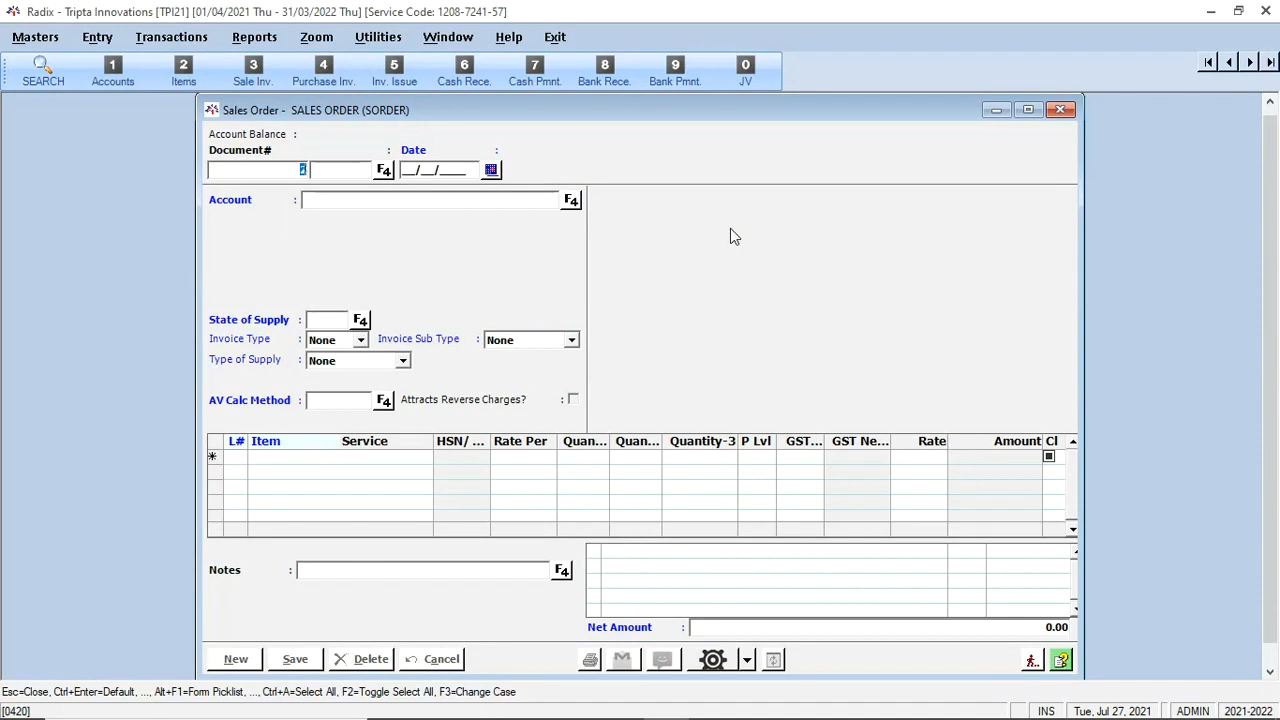 Radix - Tripta Innovations [TPI21] [01/04/2021 Thu - 31/03/2022 Thu] [Service Code: 1208-7241-57]
Masters Entry Transactions Reports Zoom Utilities Window Help Exit
1 2 3 4 5 6 7 8 9 0
SEARCH Accounts Items Sale Inv. Purchase Inv. Inv. Issue Cash Rece. Cash Pmnt. Bank Rece. Bank Pmnt. JV
Sales Order - SALES ORDER (SORDER)
Account Balance :
Document# : Date :
F4 __/__/____
Account : F4
State of Supply : F4
Invoice Type : None Invoice Sub Type : None
Type of Supply : None
AV Calc Method : F4 Attracts Reverse Charges? :
L# Item Service HSN/ ... Rate Per Quan... Quan... Quantity-3 P Lvl GST... GST Ne... Rate Amount Cl
*
Notes : F4
Net Amount : 0.00
New Save Delete Cancel
Esc=Close, Ctrl+Enter=Default, ..., Alt+F1=Form Picklist, ..., Ctrl+A=Select All, F2=Toggle Select All, F3=Change Case
[0420] INS Tue, Jul 27, 2021 ADMIN 2021-2022